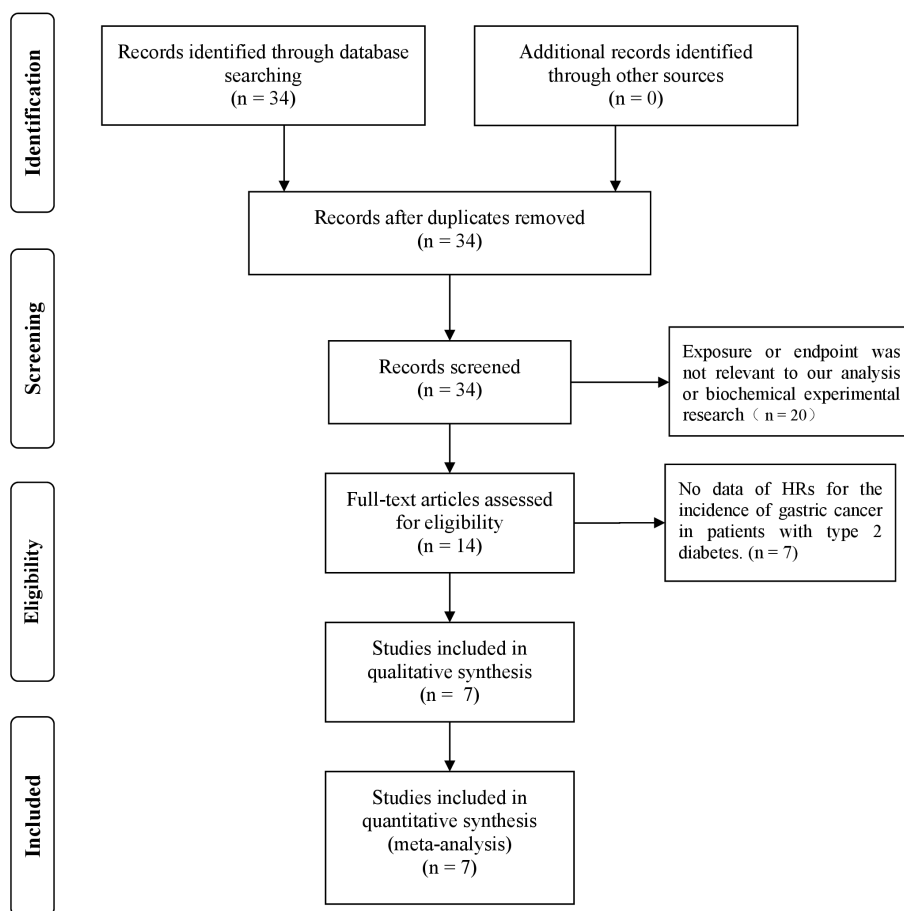 Identification
Records identified through database
searching
(n = 34)
Additional records identified
through other sources
(n = 0)
Records after duplicates removed
(n = 34)
Screening
Records screened
(n = 34)
Exposure or endpoint was
not relevant to our analysis
or biochemical experimental
research（ n = 20）
Eligibility
Full-text articles assessed
for eligibility
(n = 14)
No data of HRs for the
incidence of gastric cancer
in patients with type 2
diabetes. (n = 7)
Studies included in
qualitative synthesis
(n = 7)
Included
Studies included in
quantitative synthesis
(meta-analysis)
(n = 7)